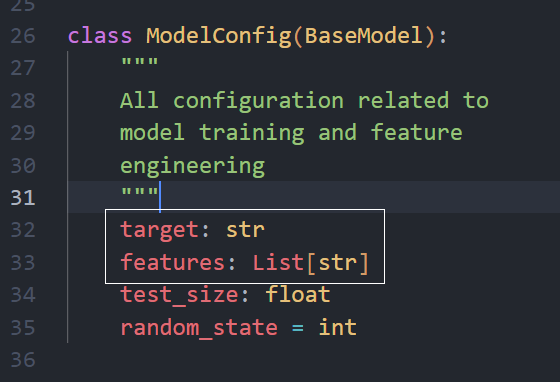 25
26 class ModelConfig(BaseModel):
27     """
28     All configuration related to
29     model training and feature
30     engineering
31     """
32     target: str
33     features: List[str]
34     test_size: float
35     random_state = int
36